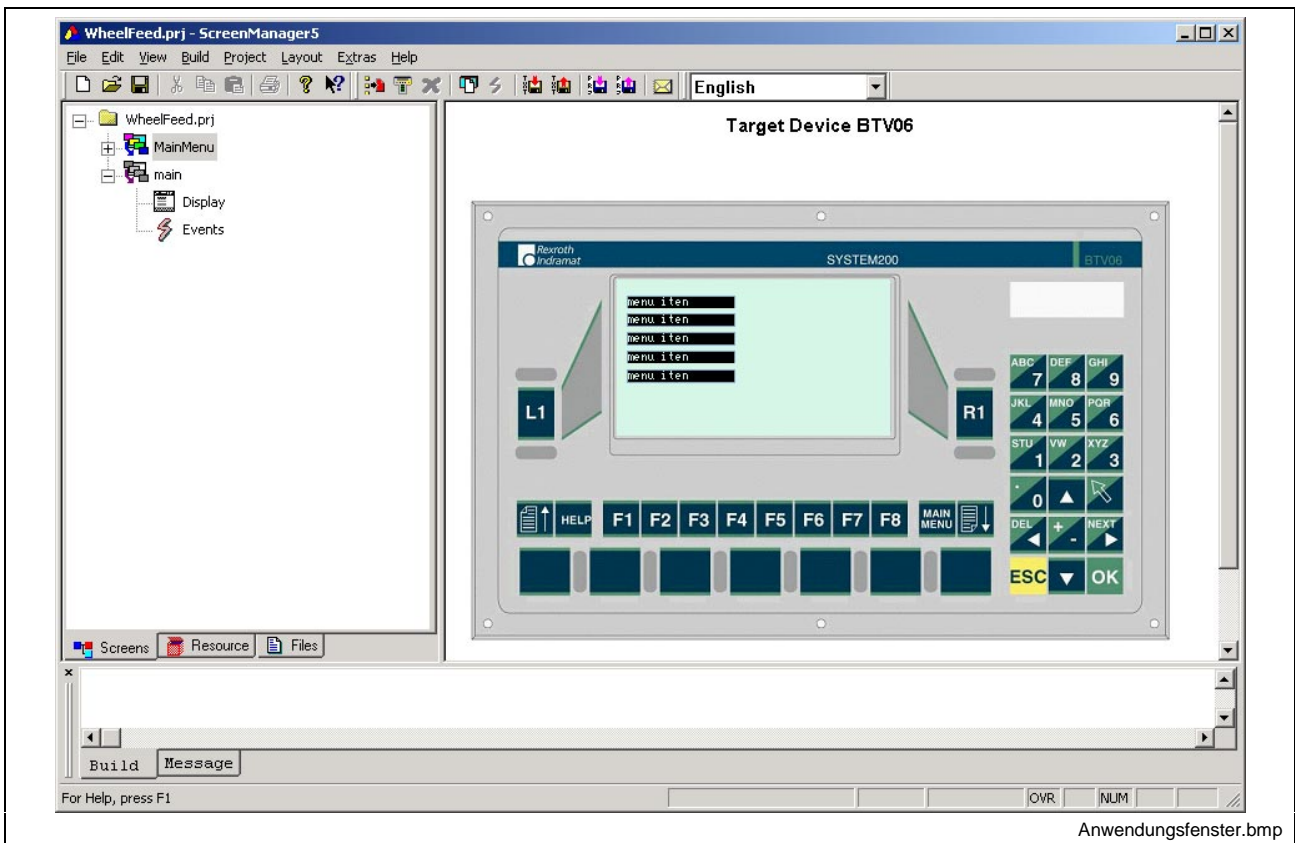 WheelFeed.prj - ScreenManager5
File Edit View Build Project Layout Extras Help
English
WheelFeed.prj
MainMenu
main
Display
Events
Screens Resource Files
Target Device BTV06
Rexroth
Indramat
SYSTEM200
BTV06
menu iten
menu iten
menu iten
menu iten
menu iten
L1
R1
ABC 7 DEF 8 GHI 9
JKL 4 MNO 5 PQR 6
STU 1 VW 2 XYZ 3
. 0
DEL + - NEXT
ESC OK
HELP F1 F2 F3 F4 F5 F6 F7 F8 MAIN MENU
Build Message
For Help, press F1
OVR NUM
Anwendungsfenster.bmp